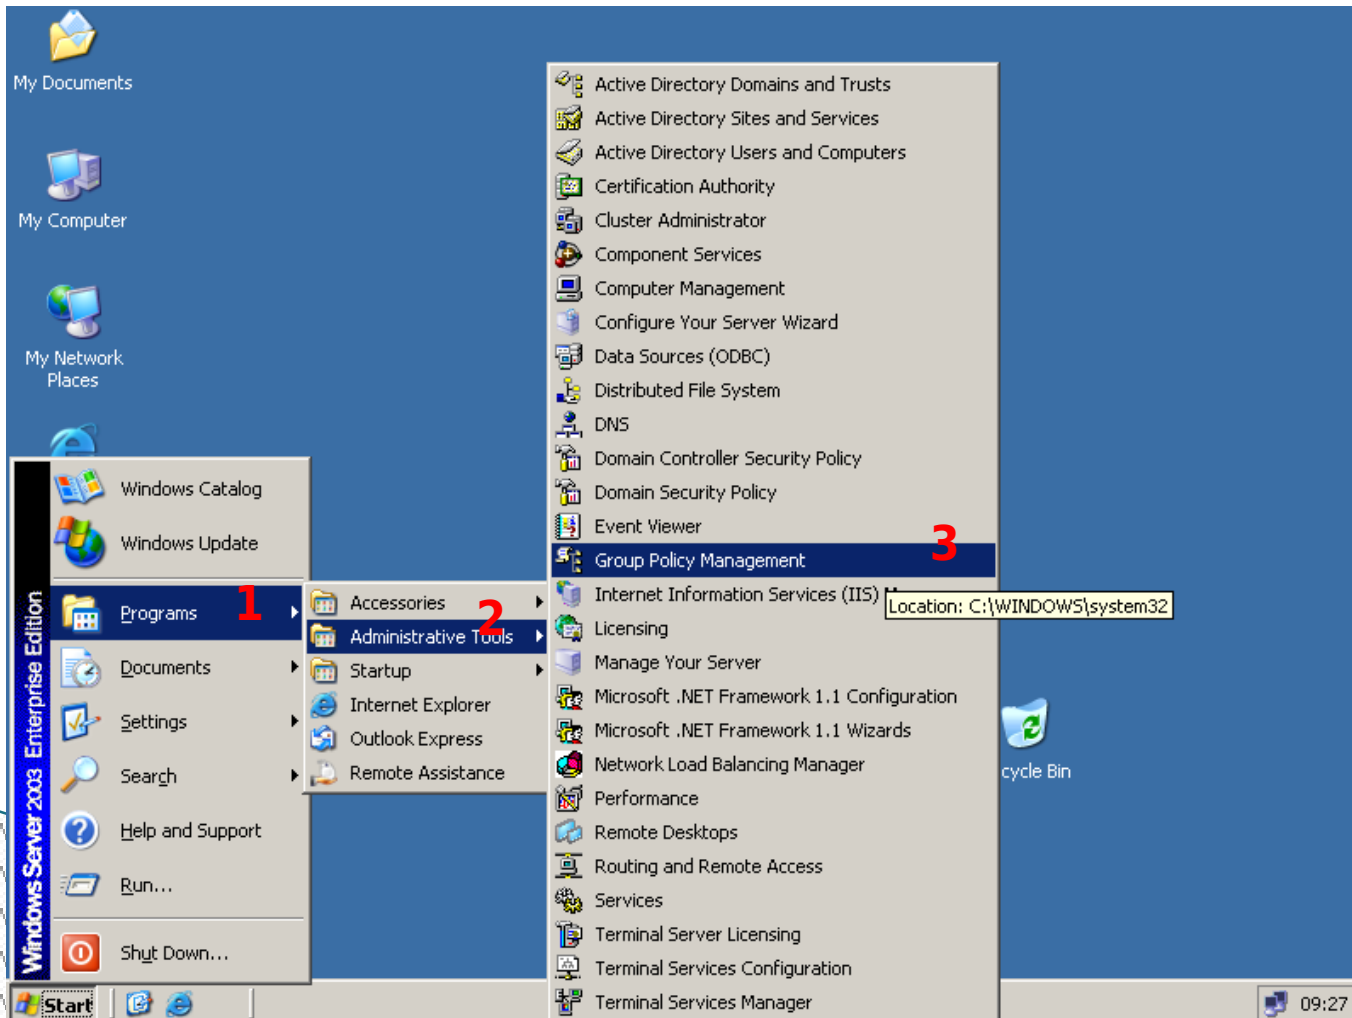 My Documents
My Computer
My Network
Places
Windows Catalog
Windows Update
Programs
1
Documents
Settings
Search
Help and Support
Run...
Shut Down...
Windows Server 2003 Enterprise Edition
Accessories
2
Administrative Tools
Startup
Internet Explorer
Outlook Express
Remote Assistance
Active Directory Domains and Trusts
Active Directory Sites and Services
Active Directory Users and Computers
Certification Authority
Cluster Administrator
Component Services
Computer Management
Configure Your Server Wizard
Data Sources (ODBC)
Distributed File System
DNS
Domain Controller Security Policy
Domain Security Policy
Event Viewer
3
Group Policy Management
Internet Information Services (IIS)
Location: C:\WINDOWS\system32
Licensing
Manage Your Server
Microsoft .NET Framework 1.1 Configuration
Microsoft .NET Framework 1.1 Wizards
Network Load Balancing Manager
Performance
Remote Desktops
Routing and Remote Access
Services
Terminal Server Licensing
Terminal Services Configuration
Terminal Services Manager
cycle Bin
Start
09:27